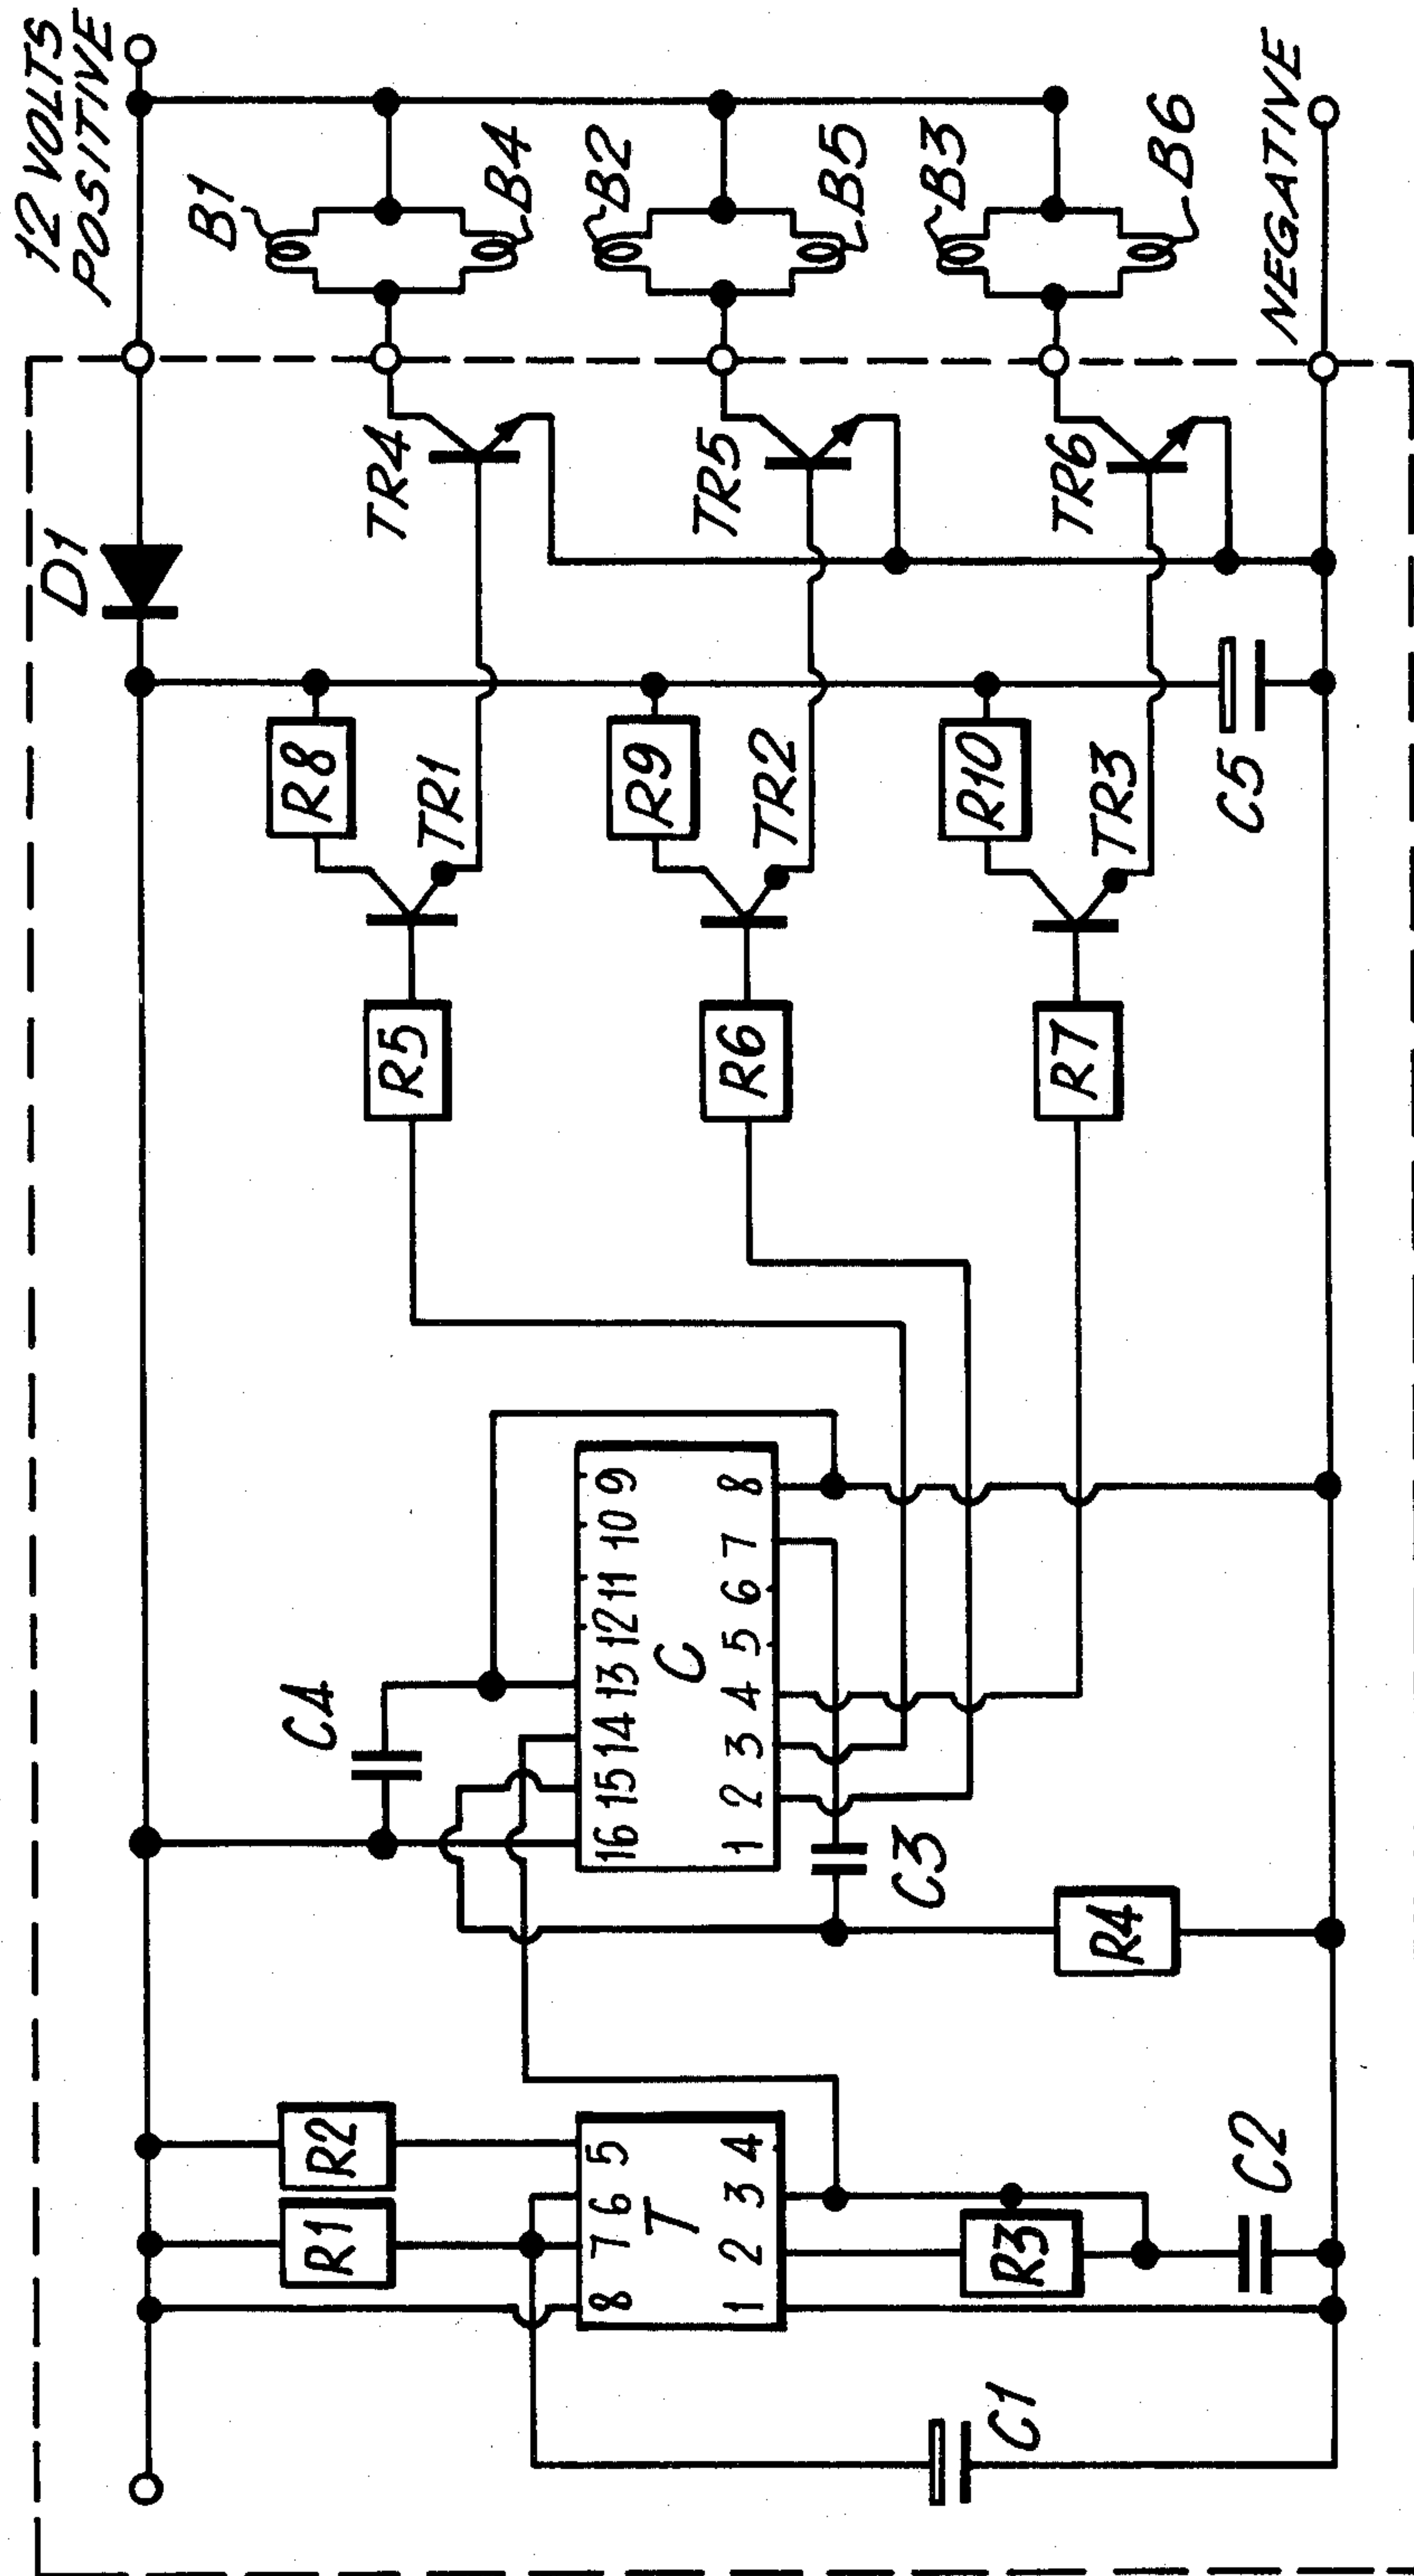 12 VOLTS
POSITIVE
B1
B4
B2
B5
B3
B6
NEGATIVE
D1
TR4
TR5
TR6
R8
TR1
R9
TR2
R10
TR3
C5
R5
R6
R7
C4
16 15 14 13 12 11 10 9
C
1 2 3 4 5 6 7 8
C3
R4
R2
R1
8 7 6 5
T
1 2 3 4
R3
C2
C1